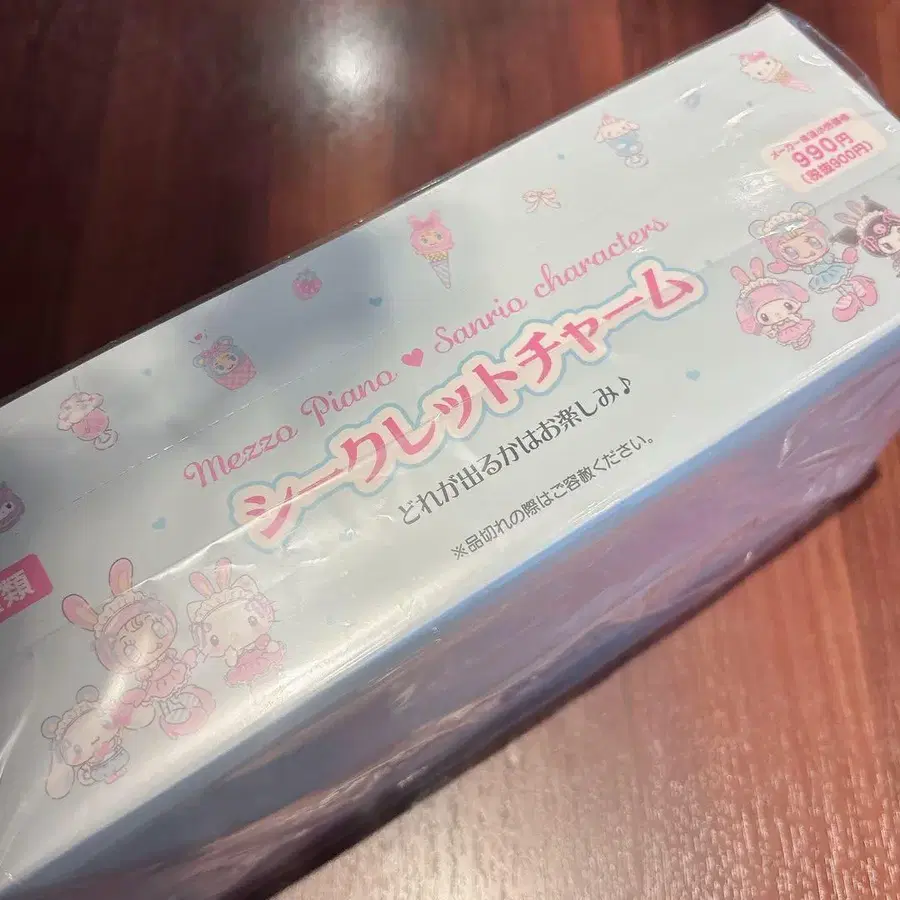 メーカー希望小売価格
990円
(税抜900円)
Mezzo Piano ♥ Sanrio characters
シークレットチャーム
どれが出るかはお楽しみ♪
※品切れの際はご容赦ください。
類